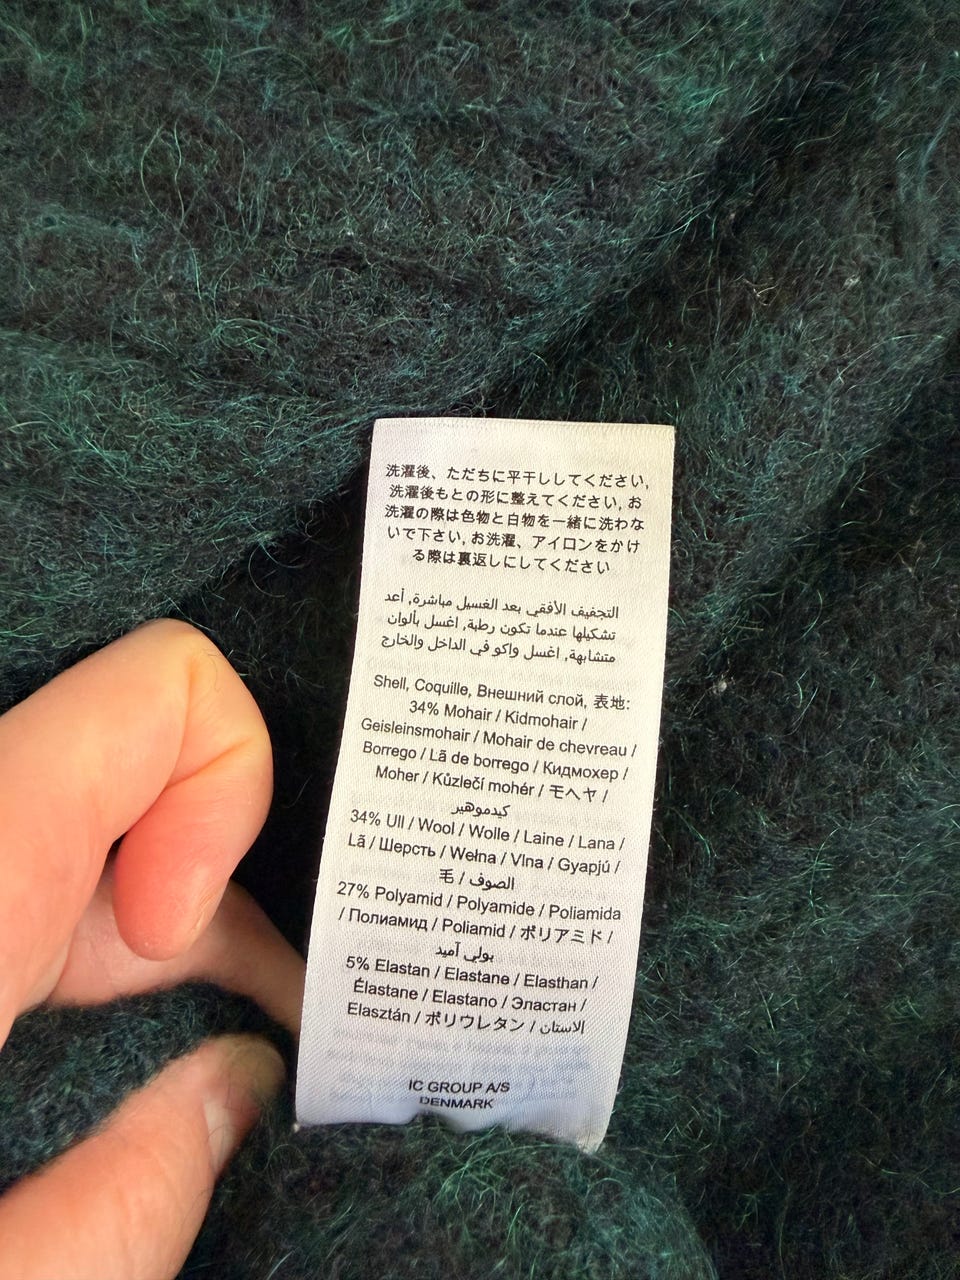 洗濯後、ただちに平干ししてください,
洗濯後もとの形に整えてください, お
洗濯の際は色物と白物を一緒に洗わな
いで下さい, お洗濯、アイロンをかけ
る際は裏返しにしてください
التجفيف الأفقي بعد الغسيل مباشرة, أعد
تشكيلها عندما تكون رطبة, اغسل بألوان
متشابهة, اغسل واكو في الداخل والخارج
Shell, Coquille, Внешний слой, 表地:
34% Mohair / Kidmohair /
Geisleinsmohair / Mohair de chevreau /
Borrego / Lã de borrego / Кидмохер /
Moher / Kůzlečí mohér / モヘヤ /
كيدموهير
34% Ull / Wool / Wolle / Laine / Lana /
Lã / Шерсть / Wełna / Vlna / Gyapjú /
毛 / الصوف
27% Polyamid / Polyamide / Poliamida
/ Полиамид / Poliamid / ポリアミド /
بولي آميد
5% Elastan / Elastane / Elasthan /
Élastane / Elastano / Эластан /
Elasztán / ポリウレタン / الاستان
IC GROUP A/S
DENMARK